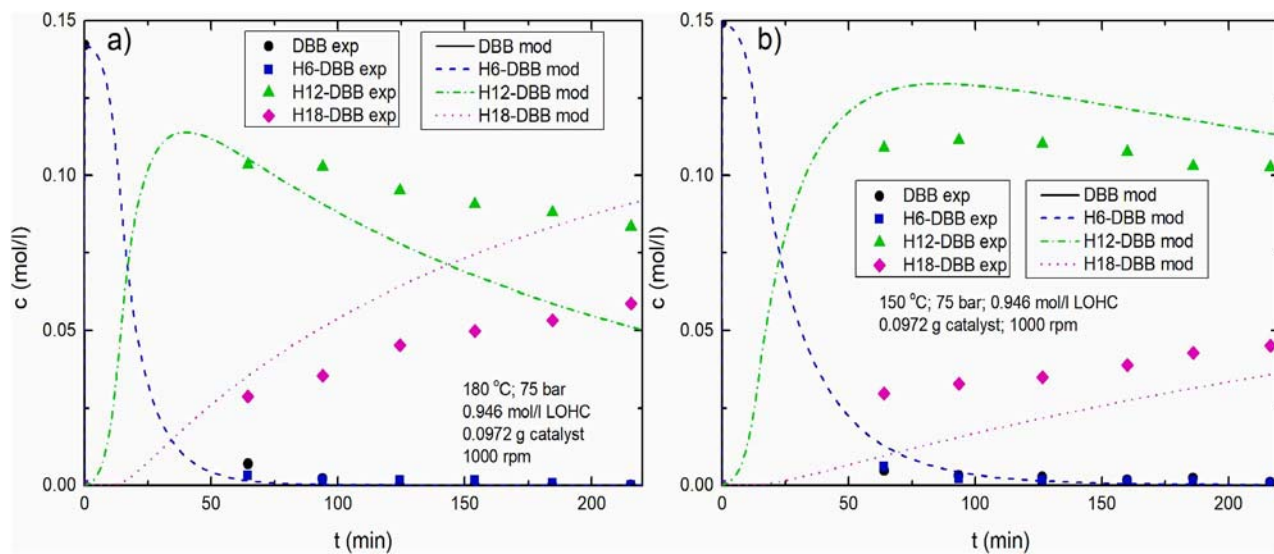 a)
DBB exp
H6-DBB exp
H12-DBB exp
H18-DBB exp
DBB mod
H6-DBB mod
H12-DBB mod
H18-DBB mod
180 °C; 75 bar
0.946 mol/l LOHC
0.0972 g catalyst
1000 rpm
0.15
0.10
0.05
0.00
c (mol/l)
0
50
100
150
200
t (min)
b)
DBB exp
H6-DBB exp
H12-DBB exp
H18-DBB exp
DBB mod
H6-DBB mod
H12-DBB mod
H18-DBB mod
150 °C; 75 bar; 0.946 mol/l LOHC
0.0972 g catalyst; 1000 rpm
0.15
0.10
0.05
0.00
c (mol/l)
0
50
100
150
200
t (min)